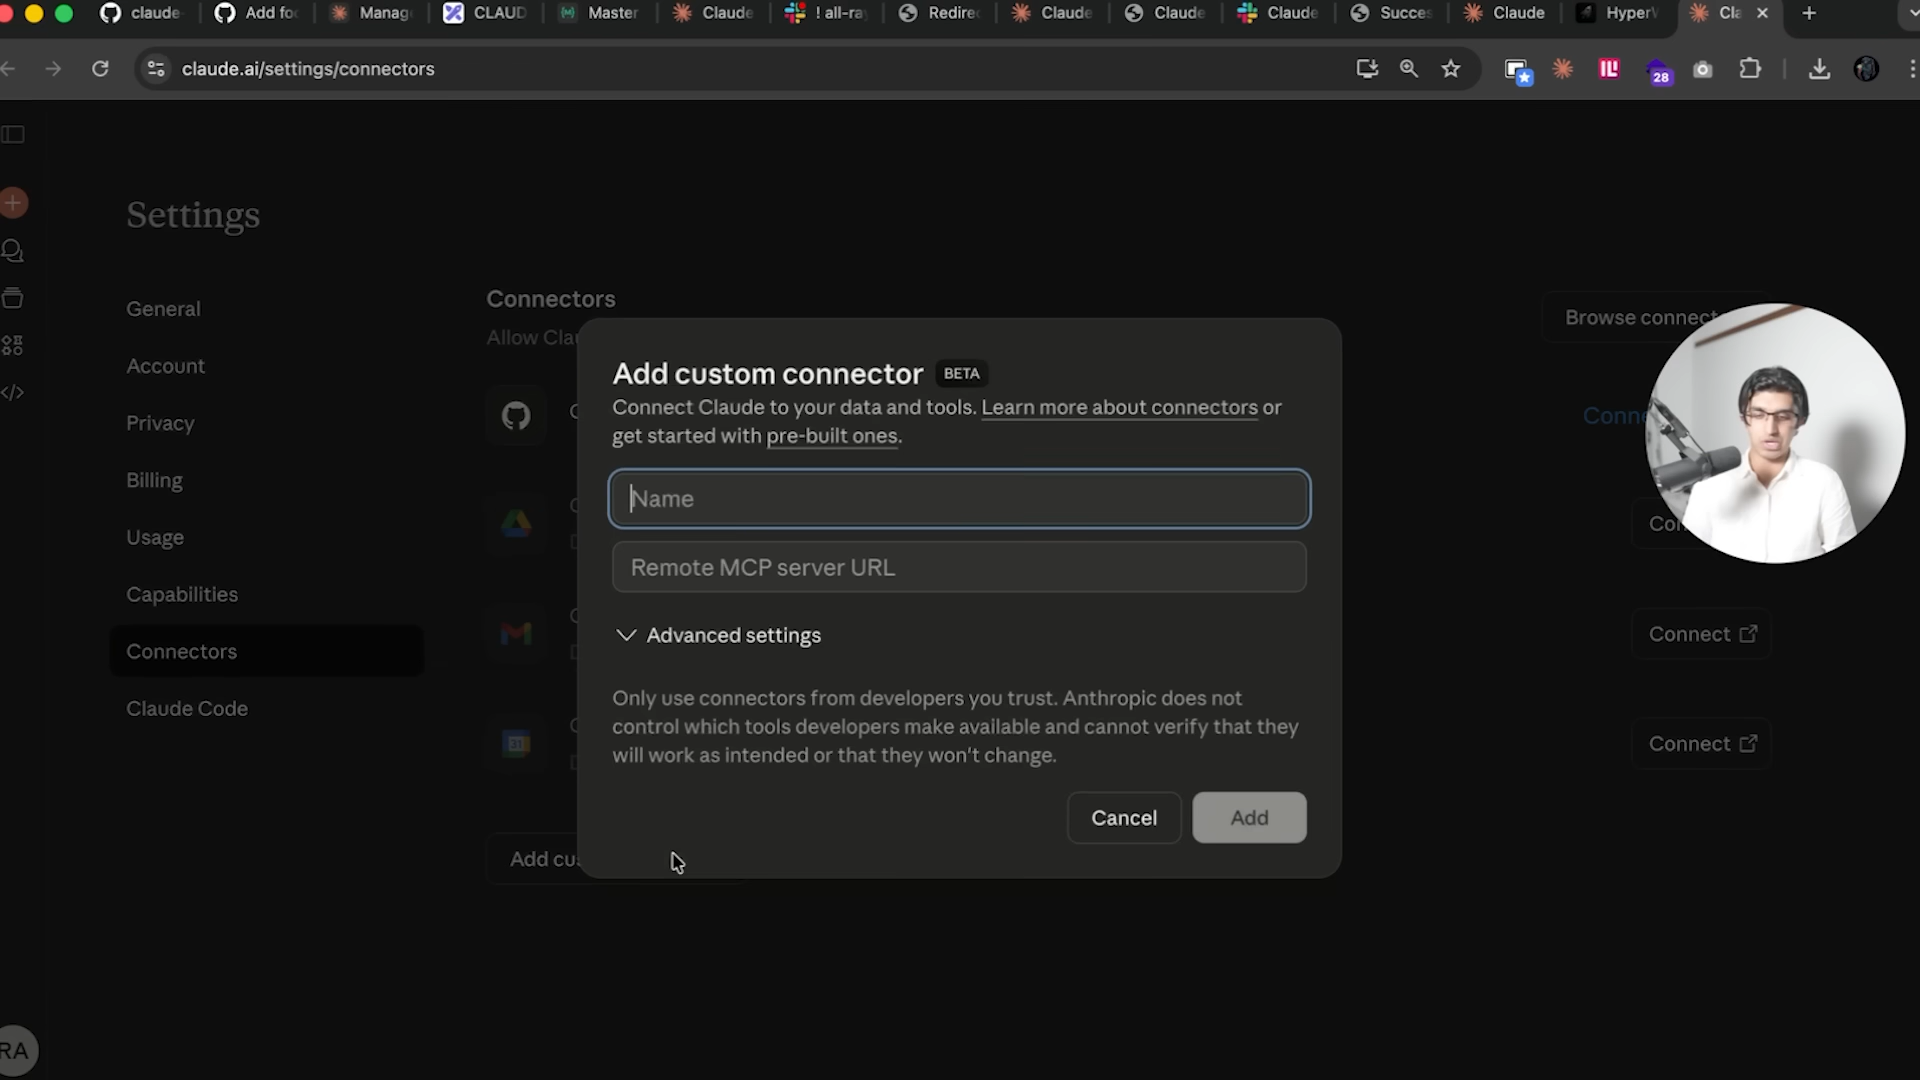 claude
Add fo
Manag
CLAUD
Master
Claude
! all-ra
Redire
Claude
Claude
Claude
Succes
Claude
Hyper
Cla
claude.ai/settings/connectors
28
Settings
General
Account
Privacy
Billing
Usage
Capabilities
Connectors
Claude Code
Connectors
Browse connect
Allow Cla
Add custom connector BETA
Connect Claude to your data and tools. Learn more about connectors or
get started with pre-built ones.
Conne
Name
Con
Remote MCP server URL
Advanced settings
Connect
Only use connectors from developers you trust. Anthropic does not
control which tools developers make available and cannot verify that they
will work as intended or that they won't change.
31
Connect
Cancel
Add
Add cus
RA